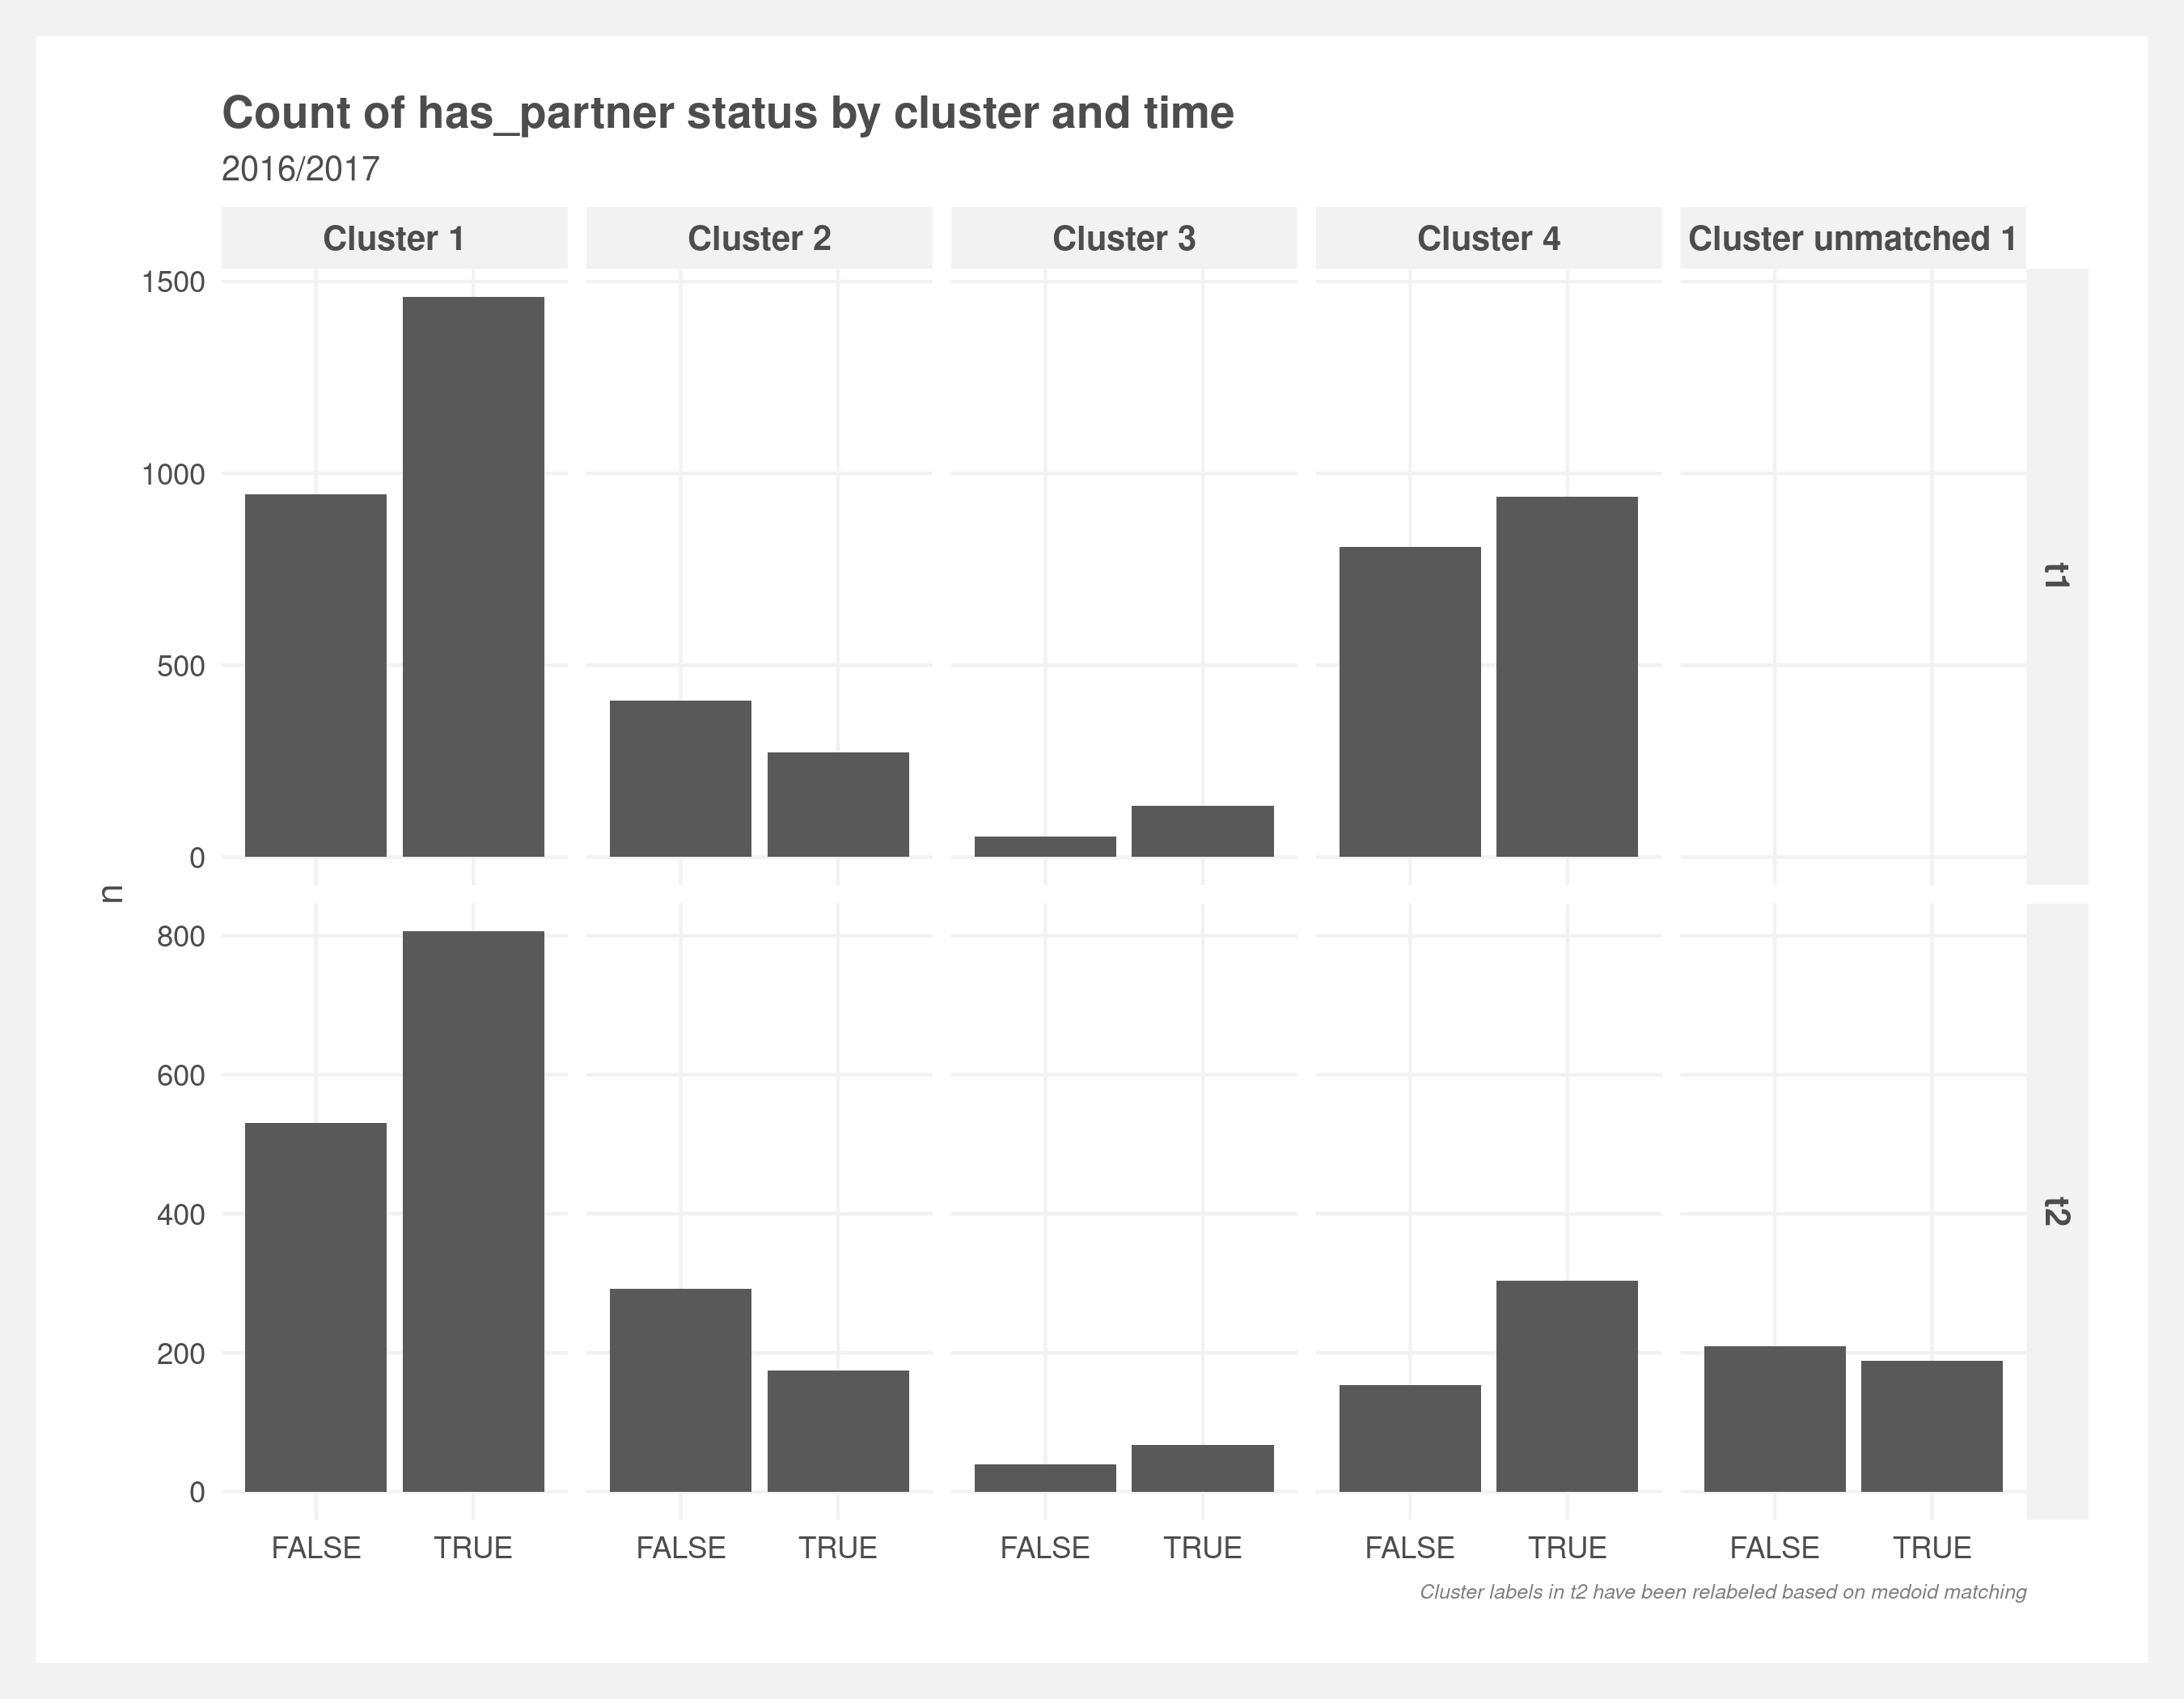 Count of has_partner status by cluster and time
2016/2017
Cluster 1 Cluster 2 Cluster 3 Cluster 4 Cluster unmatched 1
1500
1000
500
0
t1
n
800
600
400
200
0
t2
FALSE TRUE FALSE TRUE FALSE TRUE FALSE TRUE FALSE TRUE
Cluster labels in t2 have been relabeled based on medoid matching